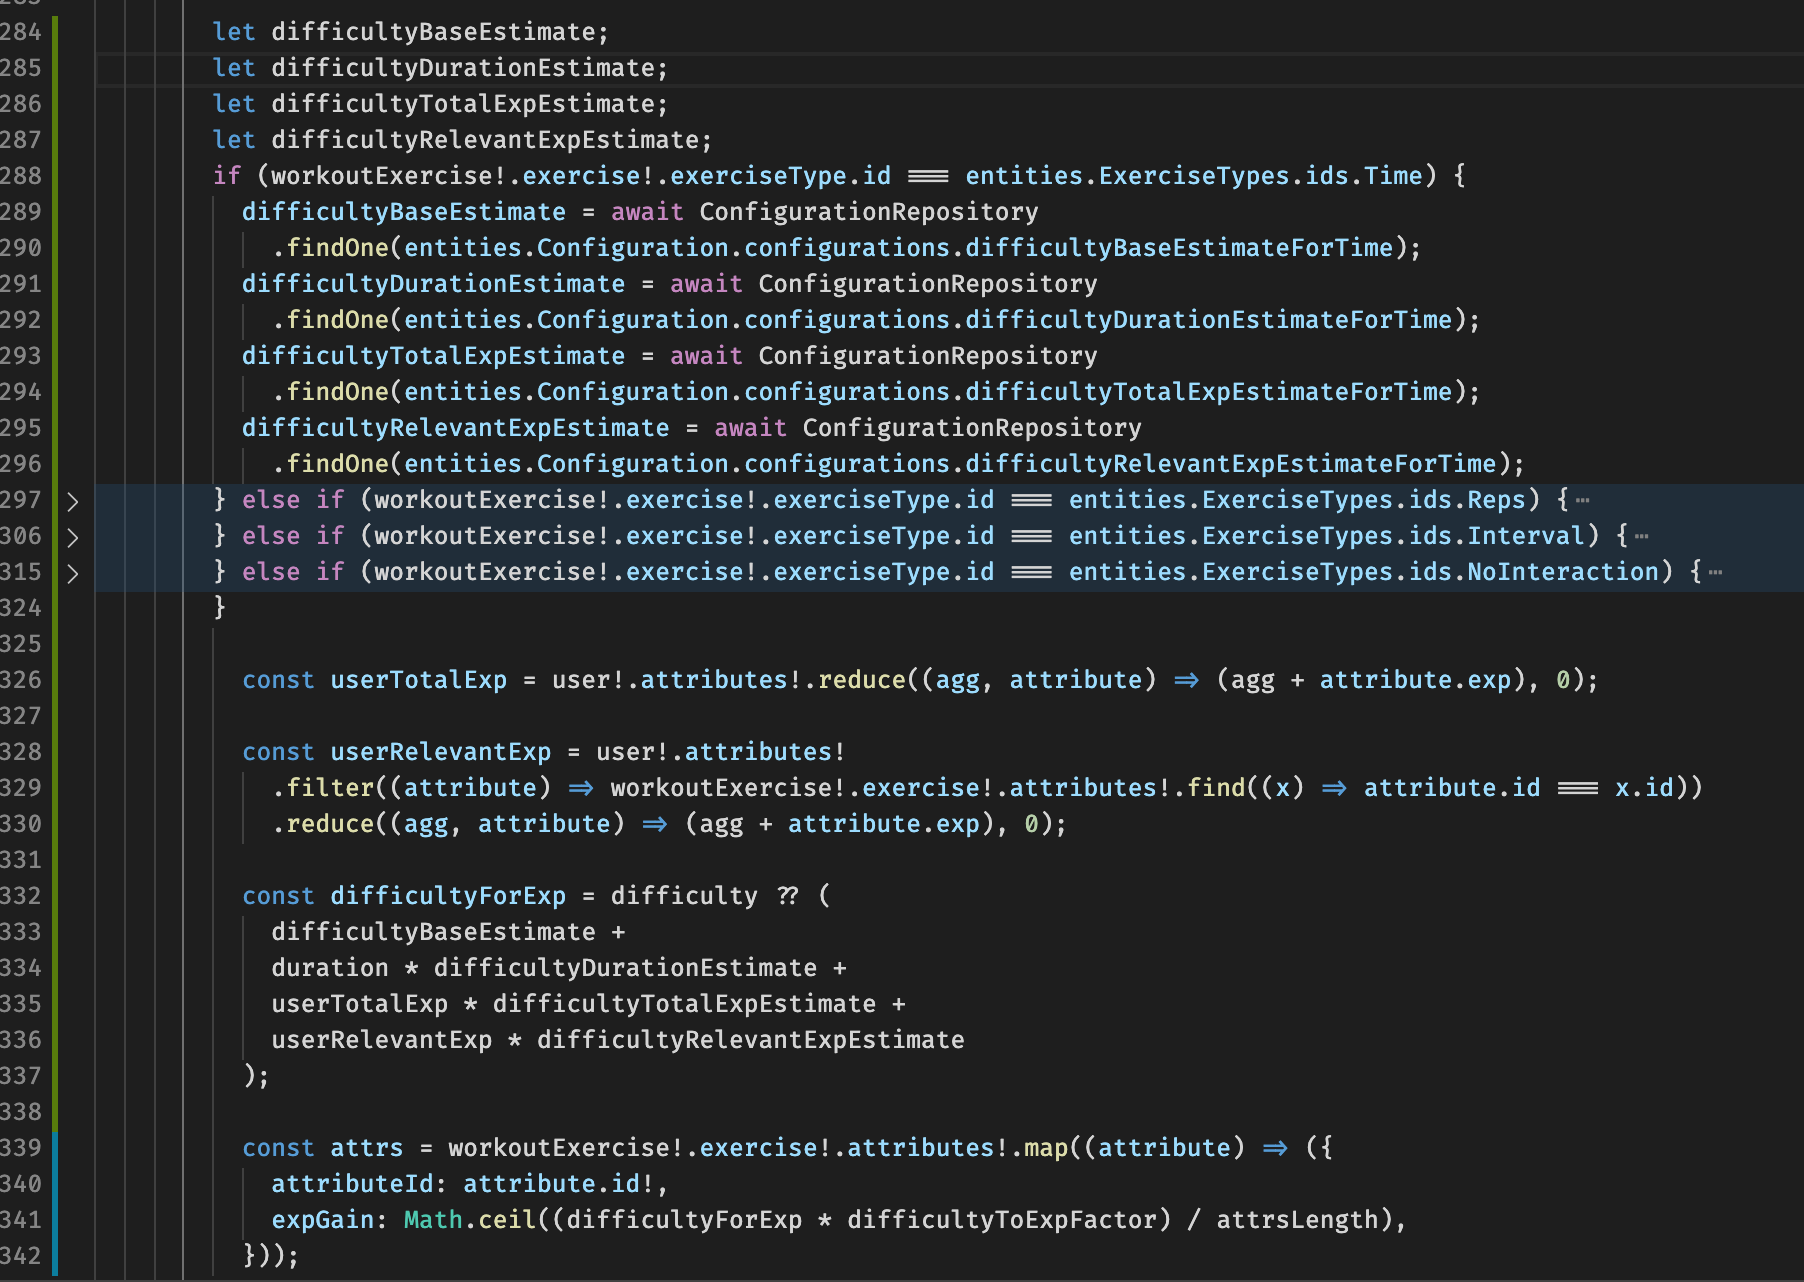 283
284 let difficultyBaseEstimate;
285 let difficultyDurationEstimate;
286 let difficultyTotalExpEstimate;
287 let difficultyRelevantExpEstimate;
288 if (workoutExercise!.exercise!.exerciseType.id === entities.ExerciseTypes.ids.Time) {
289 difficultyBaseEstimate = await ConfigurationRepository
290 .findOne(entities.Configuration.configurations.difficultyBaseEstimateForTime);
291 difficultyDurationEstimate = await ConfigurationRepository
292 .findOne(entities.Configuration.configurations.difficultyDurationEstimateForTime);
293 difficultyTotalExpEstimate = await ConfigurationRepository
294 .findOne(entities.Configuration.configurations.difficultyTotalExpEstimateForTime);
295 difficultyRelevantExpEstimate = await ConfigurationRepository
296 .findOne(entities.Configuration.configurations.difficultyRelevantExpEstimateForTime);
297 } else if (workoutExercise!.exercise!.exerciseType.id === entities.ExerciseTypes.ids.Reps) {⋯
306 } else if (workoutExercise!.exercise!.exerciseType.id === entities.ExerciseTypes.ids.Interval) {⋯
315 } else if (workoutExercise!.exercise!.exerciseType.id === entities.ExerciseTypes.ids.NoInteraction) {⋯
324 }
325
326 const userTotalExp = user!.attributes!.reduce((agg, attribute) => (agg + attribute.exp), 0);
327
328 const userRelevantExp = user!.attributes!
329 .filter((attribute) => workoutExercise!.exercise!.attributes!.find((x) => attribute.id === x.id))
330 .reduce((agg, attribute) => (agg + attribute.exp), 0);
331
332 const difficultyForExp = difficulty ?? (
333 difficultyBaseEstimate +
334 duration * difficultyDurationEstimate +
335 userTotalExp * difficultyTotalExpEstimate +
336 userRelevantExp * difficultyRelevantExpEstimate
337 );
338
339 const attrs = workoutExercise!.exercise!.attributes!.map((attribute) => ({
340 attributeId: attribute.id!,
341 expGain: Math.ceil((difficultyForExp * difficultyToExpFactor) / attrsLength),
342 }));